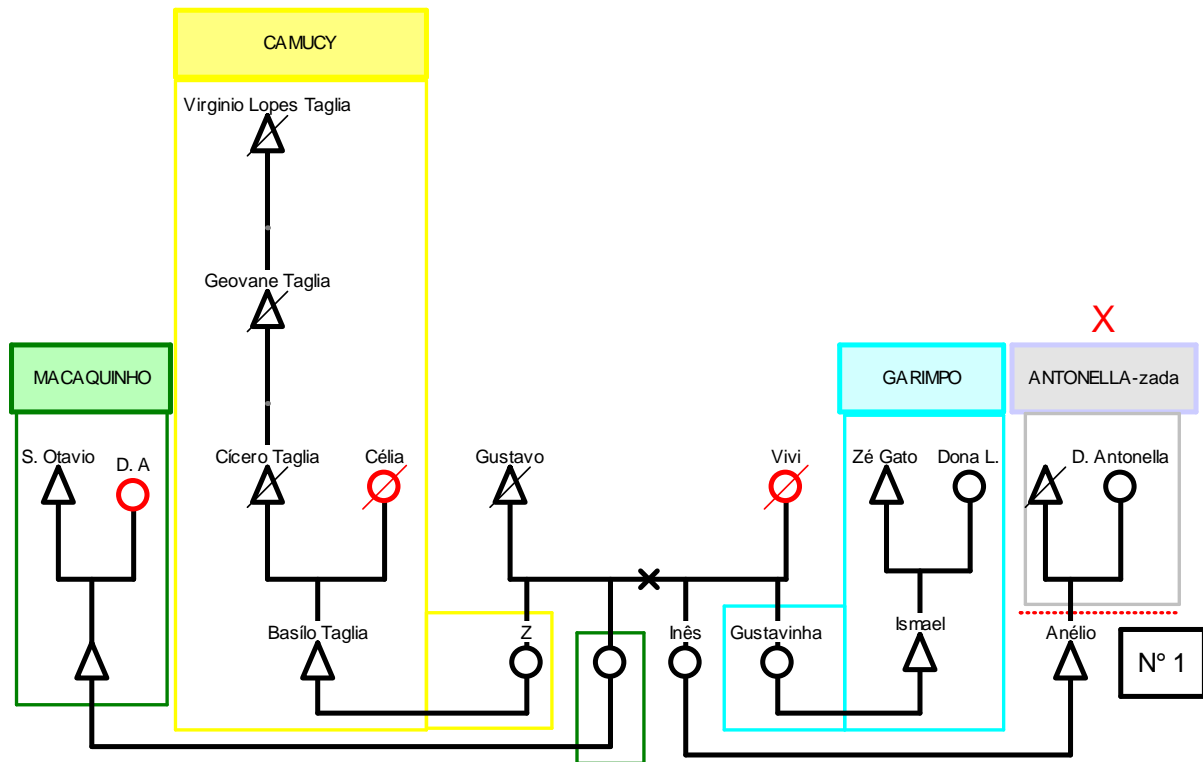 CAMUCY
Virginio Lopes Taglia
Geovane Taglia
X
MACAQUINHO
GARIMPO
ANTONELLA-zada
S. Otavio
D. A
Cícero Taglia
Célia
Gustavo
Vivi
Zé Gato
Dona L.
D. Antonella
Basílo Taglia
Z
Inês
Gustavinha
Ismael
Anélio
N° 1